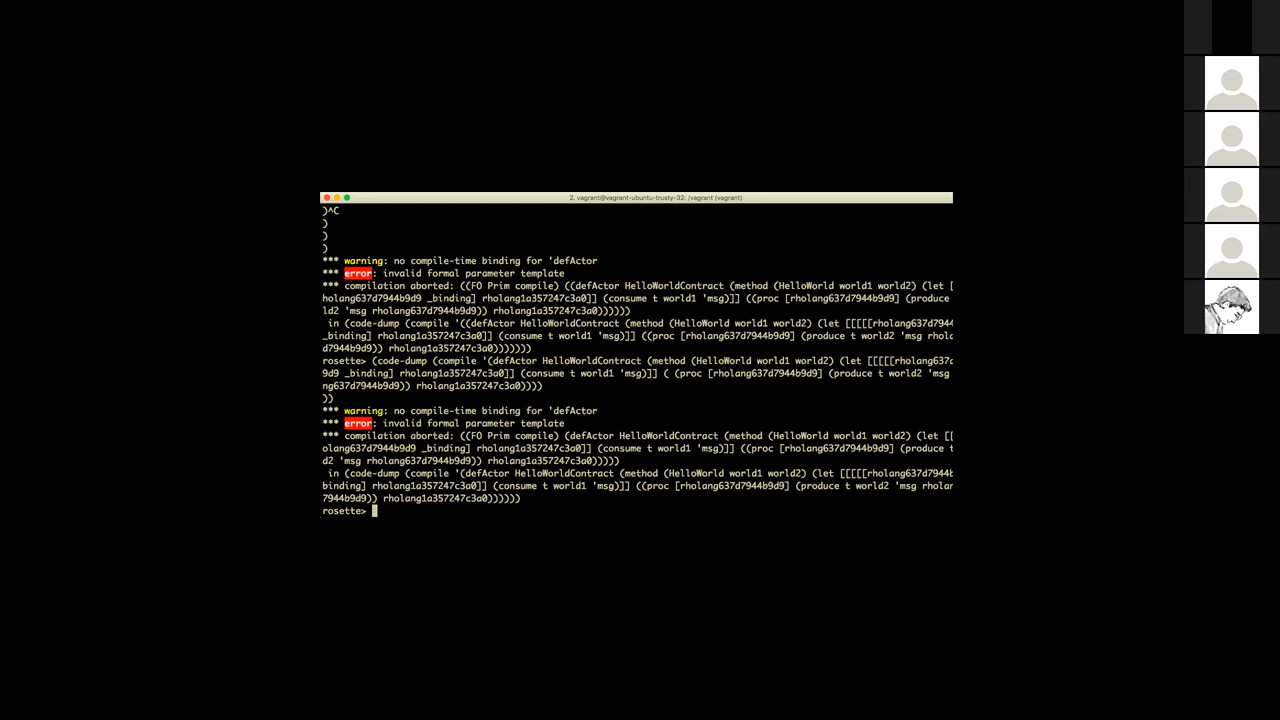 2. vagrant@vagrant-ubuntu-trusty-32: /vagrant (vagrant)
)^C
)
)
)
*** warning: no compile-time binding for 'defActor
*** error: invalid formal parameter template
*** compilation aborted: ((FO Prim compile) ((defActor HelloWorldContract (method (HelloWorld world1 world2) (let [
holang637d7944b9d9 _binding] rholang1a357247c3a0]] (consume t world1 'msg)]] ((proc [rholang637d7944b9d9] (produce
ld2 'msg rholang637d7944b9d9)) rholang1a357247c3a0))))))
in (code-dump (compile '((defActor HelloWorldContract (method (HelloWorld world1 world2) (let [[[[[rholang637d7944
_binding] rholang1a357247c3a0]] (consume t world1 'msg)]] ((proc [rholang637d7944b9d9] (produce t world2 'msg rhol
d7944b9d9)) rholang1a357247c3a0)))))))
rosette> (code-dump (compile '(defActor HelloWorldContract (method (HelloWorld world1 world2) (let [[[[[rholang637d
9d9 _binding] rholang1a357247c3a0]] (consume t world1 'msg)]] ( (proc [rholang637d7944b9d9] (produce t world2 'msg
ng637d7944b9d9)) rholang1a357247c3a0))))
))
*** warning: no compile-time binding for 'defActor
*** error: invalid formal parameter template
*** compilation aborted: ((FO Prim compile) (defActor HelloWorldContract (method (HelloWorld world1 world2) (let [[
olang637d7944b9d9 _binding] rholang1a357247c3a0]] (consume t world1 'msg)]] ((proc [rholang637d7944b9d9] (produce t
d2 'msg rholang637d7944b9d9)) rholang1a357247c3a0)))))
in (code-dump (compile '(defActor HelloWorldContract (method (HelloWorld world1 world2) (let [[[[[rholang637d7944b
binding] rholang1a357247c3a0]] (consume t world1 'msg)]] ((proc [rholang637d7944b9d9] (produce t world2 'msg rholan
7944b9d9)) rholang1a357247c3a0))))))
rosette>